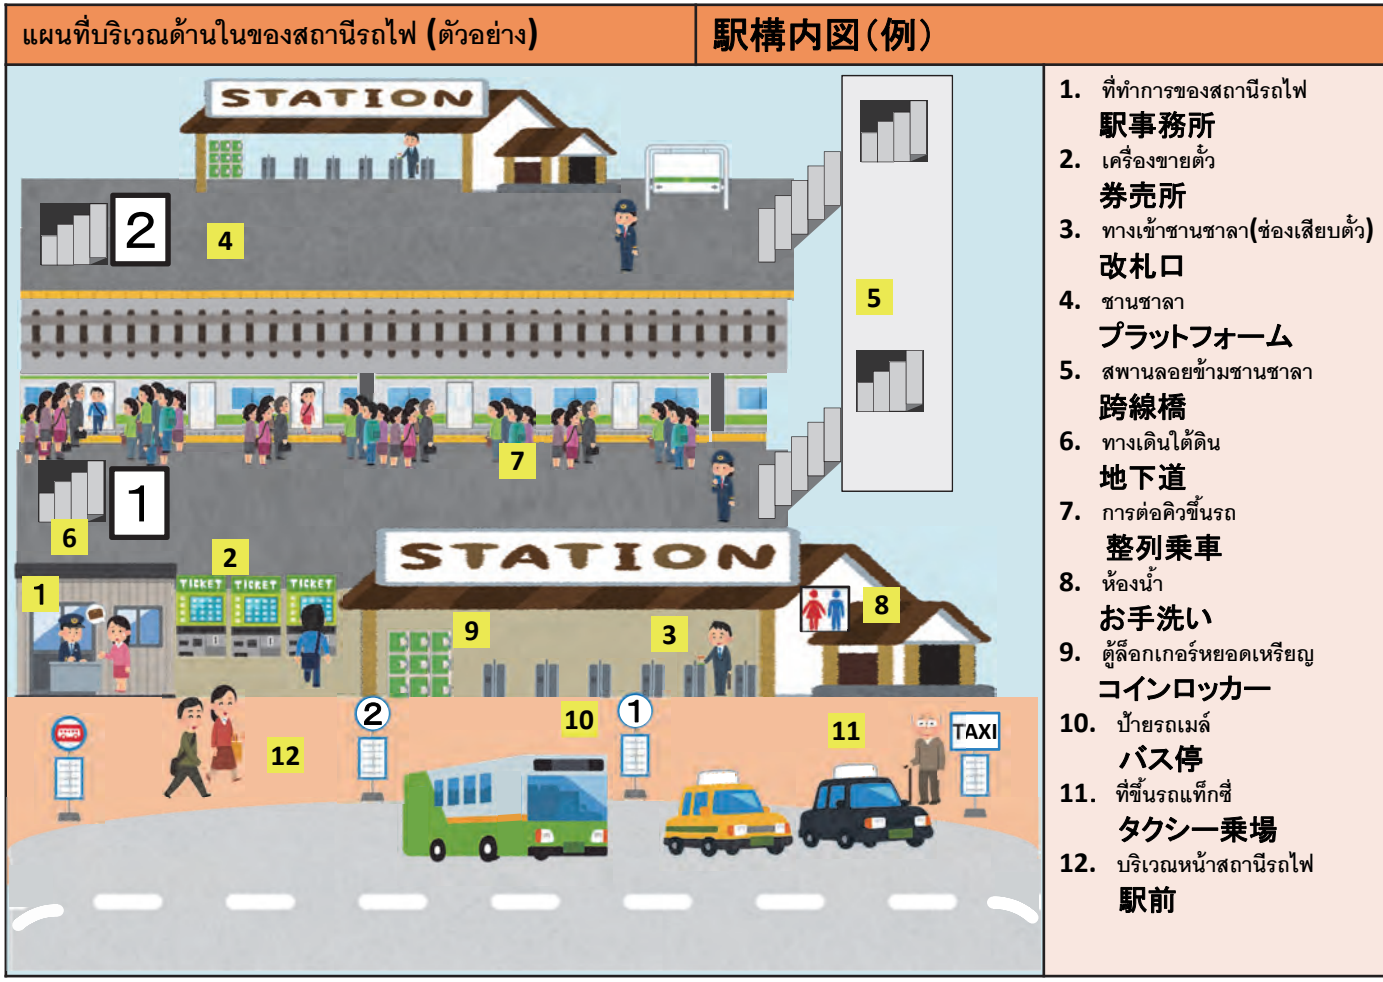 แผนที่บริเวณด้านในของสถานีรถไฟ (ตัวอย่าง)
駅構内図(例)
STATION
2
4
5
7
1
6
STATION
2
1
TICKET TICKET TICKET
9
3
8
2
1
10
11
TAXI
12
1. ที่ทำการของสถานีรถไฟ
駅事務所
2. เครื่องขายตั๋ว
券売所
3. ทางเข้าชานชาลา(ช่องเสียบตั๋ว)
改札口
4. ชานชาลา
プラットフォーム
5. สพานลอยข้ามชานชาลา
跨線橋
6. ทางเดินใต้ดิน
地下道
7. การต่อคิวขึ้นรถ
整列乗車
8. ห้องน้ำ
お手洗い
9. ตู้ล็อกเกอร์หยอดเหรียญ
コインロッカー
10. ป้ายรถเมล์
バス停
11. ที่ขึ้นรถแท็กซี่
タクシー乗場
12. บริเวณหน้าสถานีรถไฟ
駅前